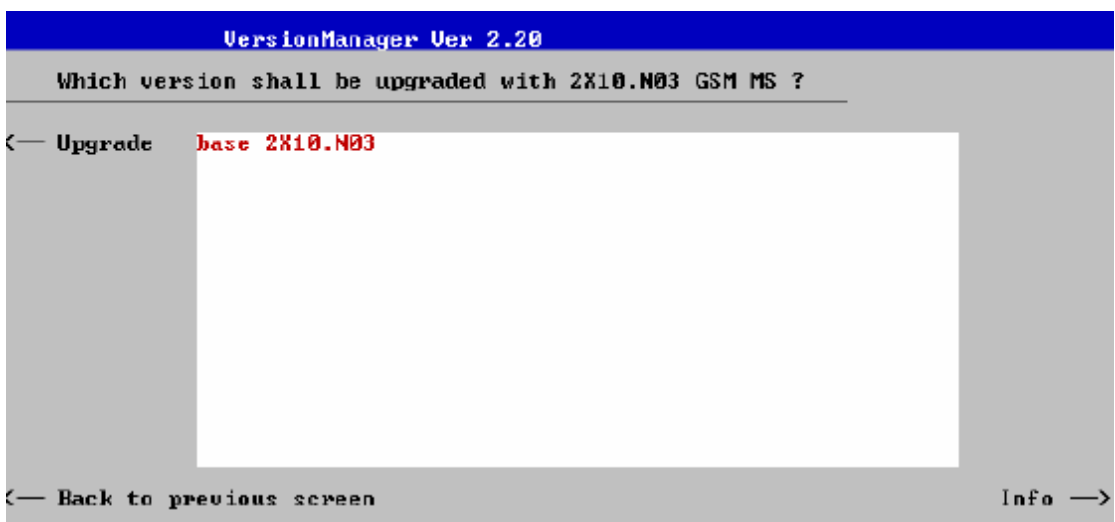 VersionManager Ver 2.20
Which version shall be upgraded with 2X10.N03 GSM MS ?
<— Upgrade base 2X10.N03
<— Back to previous screen Info —>